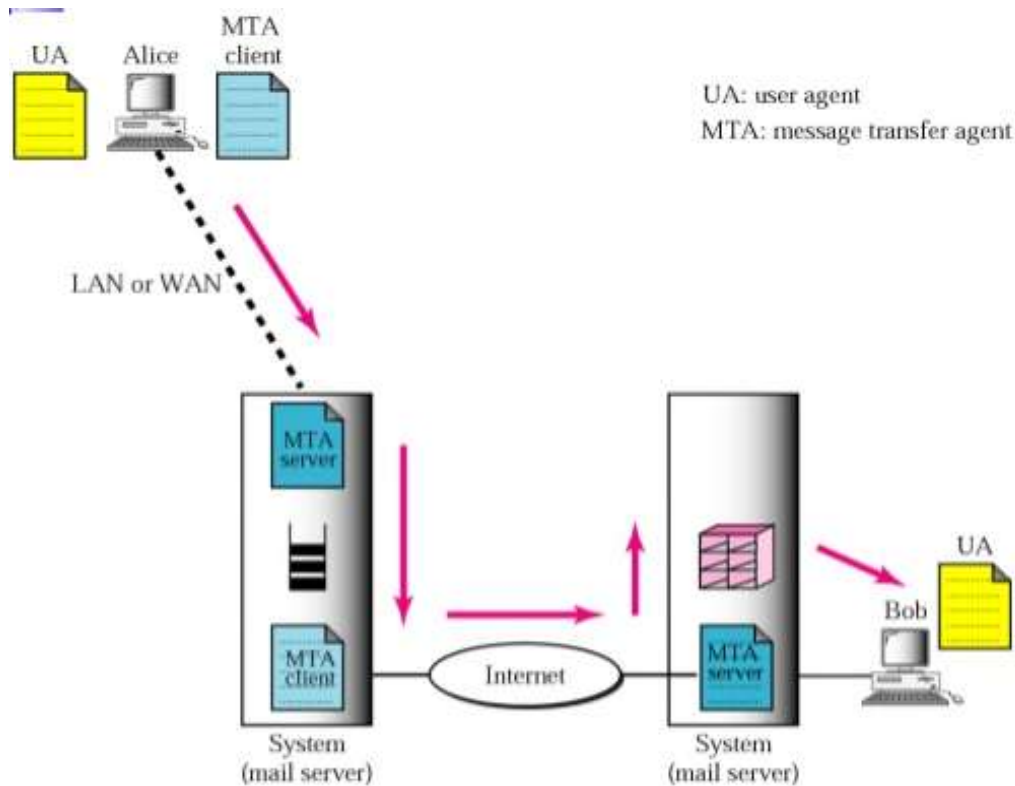 UA
Alice
MTA
client
UA: user agent
MTA: message transfer agent
LAN or WAN
MTA
server
MTA
client
System
(mail server)
Internet
MTA
server
System
(mail server)
Bob
UA